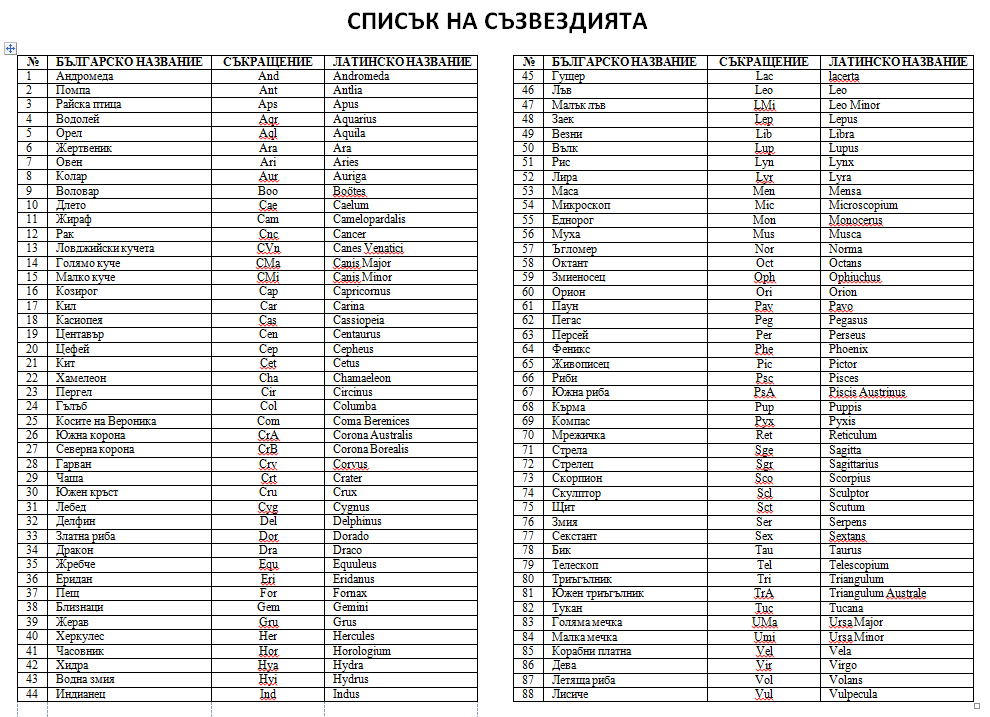 СПИСЪК НА СЪЗВЕЗДИЯТА
№ БЪЛГАРСКО НАЗВАНИЕ СЪКРАЩЕНИЕ ЛАТИНСКО НАЗВАНИЕ
1 Андромеда And Andromeda
2 Помпа Ant Antlia
3 Райска птица Aps Apus
4 Водолей Aqr Aquarius
5 Орел Aql Aquila
6 Жертвеник Ara Ara
7 Овен Ari Aries
8 Колар Aur Auriga
9 Воловар Boo Boötes
10 Длето Cae Caelum
11 Жираф Cam Camelopardalis
12 Рак Cnc Cancer
13 Ловджийски кучета CVn Canes Venatici
14 Голямо куче CMa Canis Major
15 Малко куче CMi Canis Minor
16 Козирог Cap Capricornus
17 Кил Car Carina
18 Касиопея Cas Cassiopeia
19 Центавър Cen Centaurus
20 Цефей Cep Cepheus
21 Кит Cet Cetus
22 Хамелеон Cha Chamaeleon
23 Пергел Cir Circinus
24 Гълъб Col Columba
25 Косите на Вероника Com Coma Berenices
26 Южна корона CrA Corona Australis
27 Северна корона CrB Corona Borealis
28 Гарван Crv Corvus
29 Чаша Crt Crater
30 Южен кръст Cru Crux
31 Лебед Cyg Cygnus
32 Делфин Del Delphinus
33 Златна риба Dor Dorado
34 Дракон Dra Draco
35 Жребче Equ Equuleus
36 Еридан Eri Eridanus
37 Пещ For Fornax
38 Близнаци Gem Gemini
39 Жерав Gru Grus
40 Херкулес Her Hercules
41 Часовник Hor Horologium
42 Хидра Hya Hydra
43 Водна змия Hyi Hydrus
44 Индианец Ind Indus
№ БЪЛГАРСКО НАЗВАНИЕ СЪКРАЩЕНИЕ ЛАТИНСКО НАЗВАНИЕ
45 Гущер Lac lacerta
46 Лъв Leo Leo
47 Малък лъв LMi Leo Minor
48 Заек Lep Lepus
49 Везни Lib Libra
50 Вълк Lup Lupus
51 Рис Lyn Lynx
52 Лира Lyr Lyra
53 Маса Men Mensa
54 Микроскоп Mic Microscopium
55 Еднорог Mon Monocerus
56 Муха Mus Musca
57 Ъгломер Nor Norma
58 Октант Oct Octans
59 Змиеносец Oph Ophiuchus
60 Орион Ori Orion
61 Паун Pav Pavo
62 Пегас Peg Pegasus
63 Персей Per Perseus
64 Феникс Phe Phoenix
65 Живописец Pic Pictor
66 Риби Psc Pisces
67 Южна риба PsA Piscis Austrinus
68 Кърма Pup Puppis
69 Компас Pyx Pyxis
70 Мрежичка Ret Reticulum
71 Стрела Sge Sagitta
72 Стрелец Sgr Sagittarius
73 Скорпион Sco Scorpius
74 Скулптор Scl Sculptor
75 Щит Sct Scutum
76 Змия Ser Serpens
77 Секстант Sex Sextans
78 Бик Tau Taurus
79 Телескоп Tel Telescopium
80 Триъгълник Tri Triangulum
81 Южен триъгълник TrA Triangulum Australe
82 Тукан Tuc Tucana
83 Голяма мечка UMa Ursa Major
84 Малка мечка Umi Ursa Minor
85 Корабни платна Vel Vela
86 Дева Vir Virgo
87 Летяща риба Vol Volans
88 Лисиче Vul Vulpecula